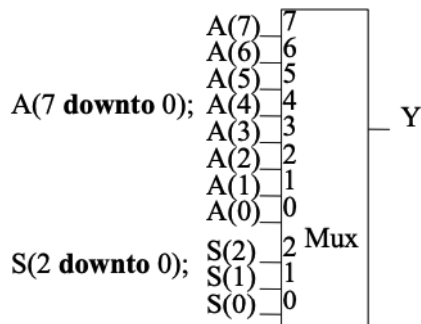 A(7) 7
A(6) 6
A(5) 5
A(7 downto 0); A(4) 4
A(3) 3 Y
A(2) 2
A(1) 1
A(0) 0
S(2) 2 Mux
S(2 downto 0); S(1) 1
S(0) 0